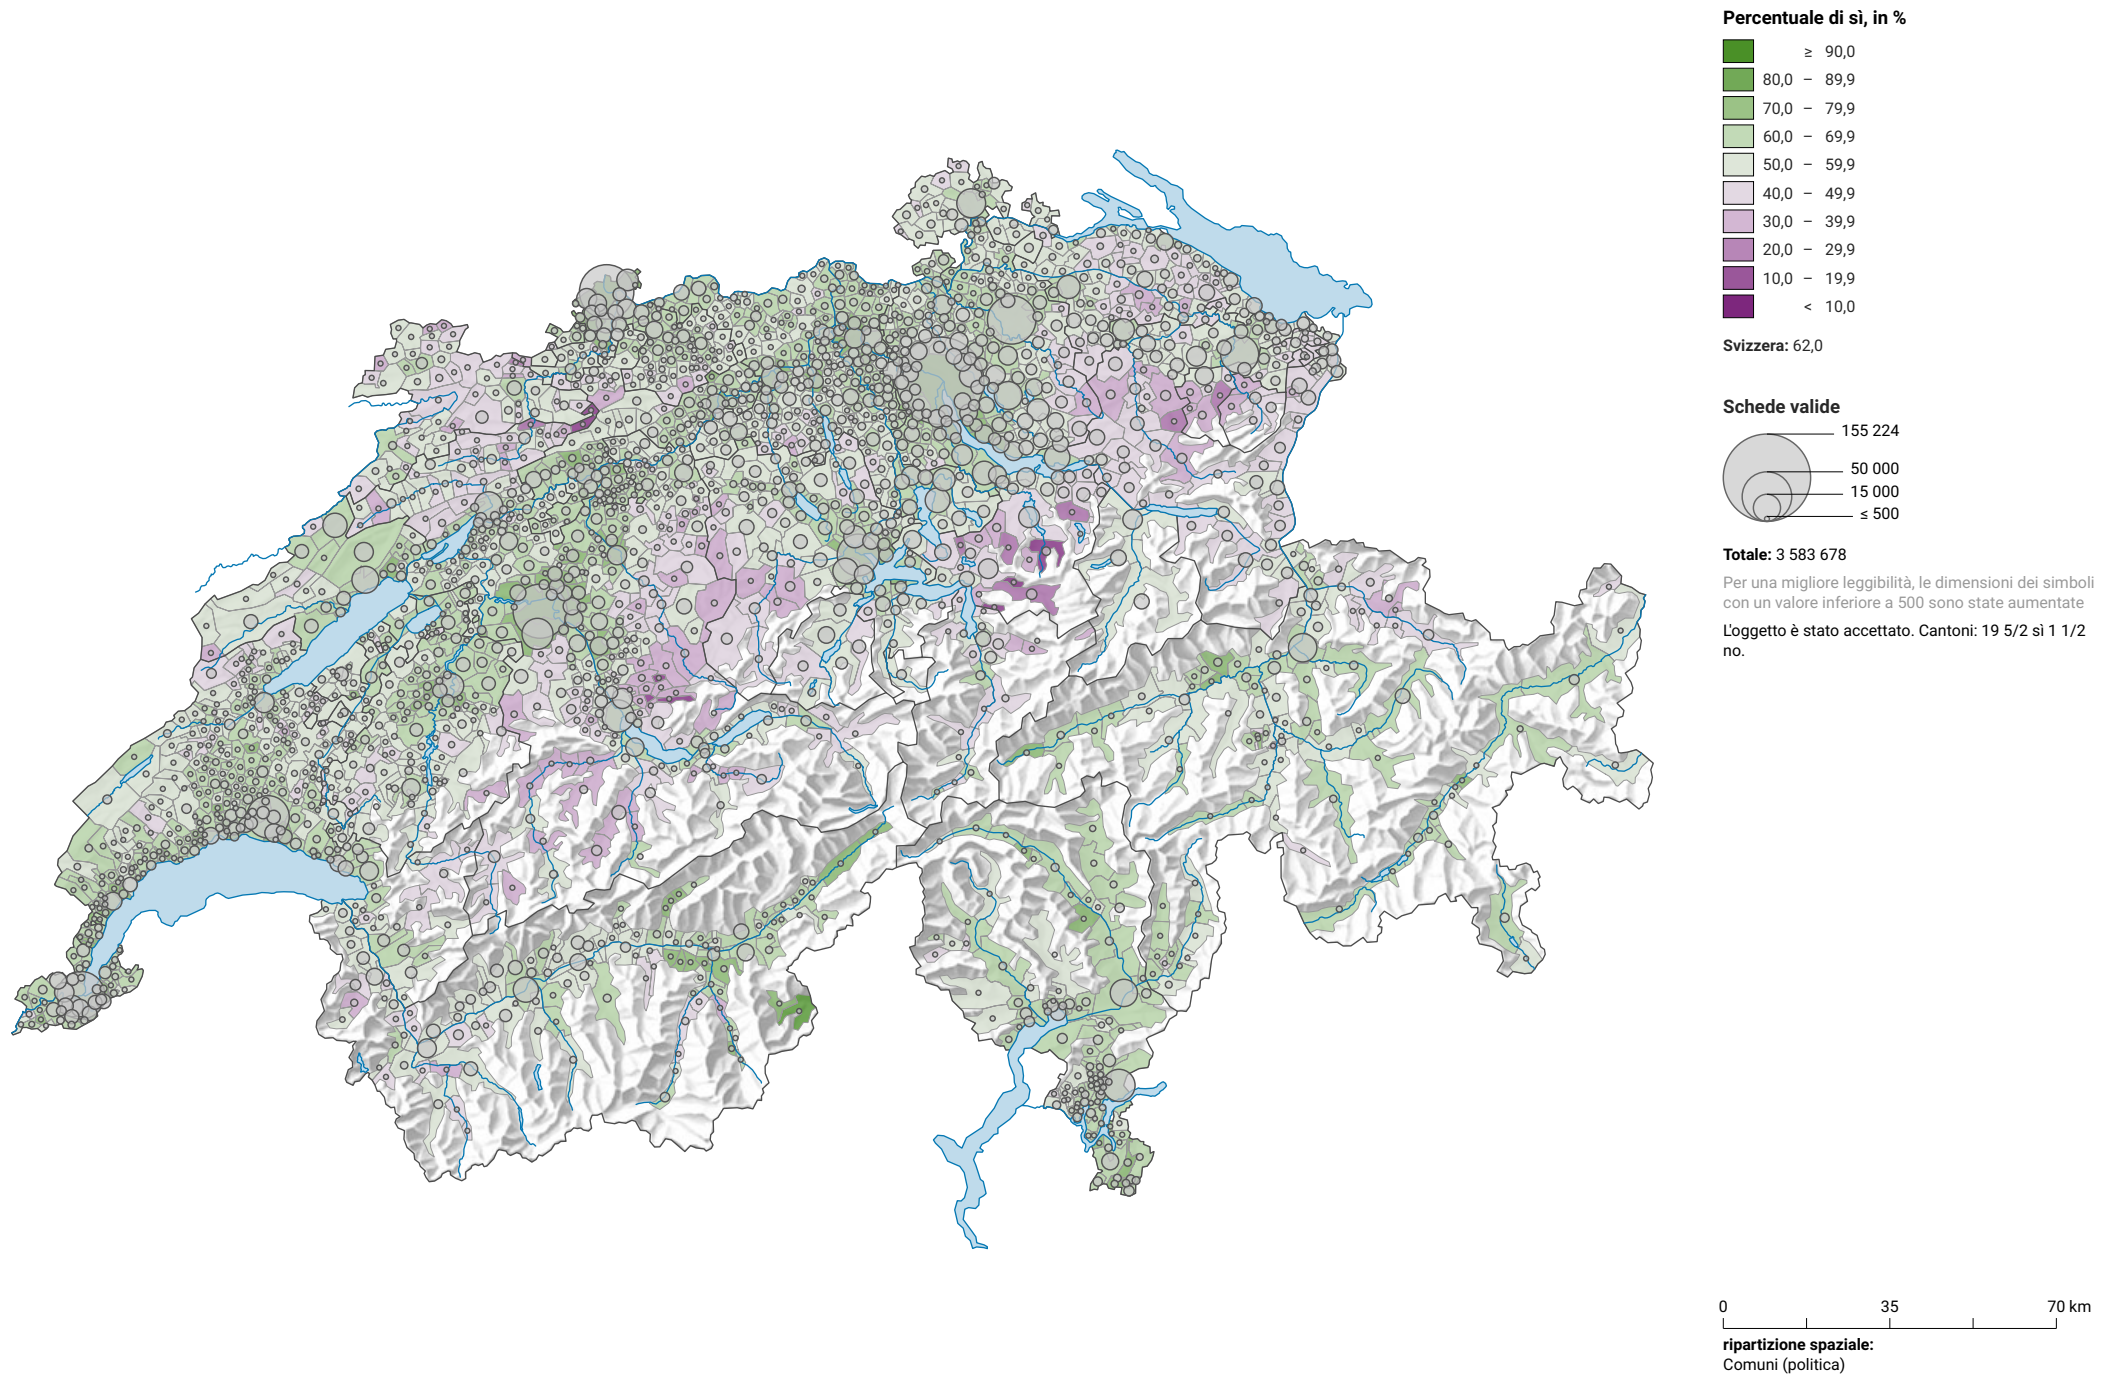 Percentuale di sì, in %
≥ 90,0
80,0 – 89,9
70,0 – 79,9
60,0 – 69,9
50,0 – 59,9
40,0 – 49,9
30,0 – 39,9
20,0 – 29,9
10,0 – 19,9
< 10,0
Svizzera: 62,0
Schede valide
155 224
50 000
15 000
≤ 500
Totale: 3 583 678
Per una migliore leggibilità, le dimensioni dei simboli
con un valore inferiore a 500 sono state aumentate
L'oggetto è stato accettato. Cantoni: 19 5/2 sì 1 1/2
no.
0 35 70 km
ripartizione spaziale:
Comuni (politica)